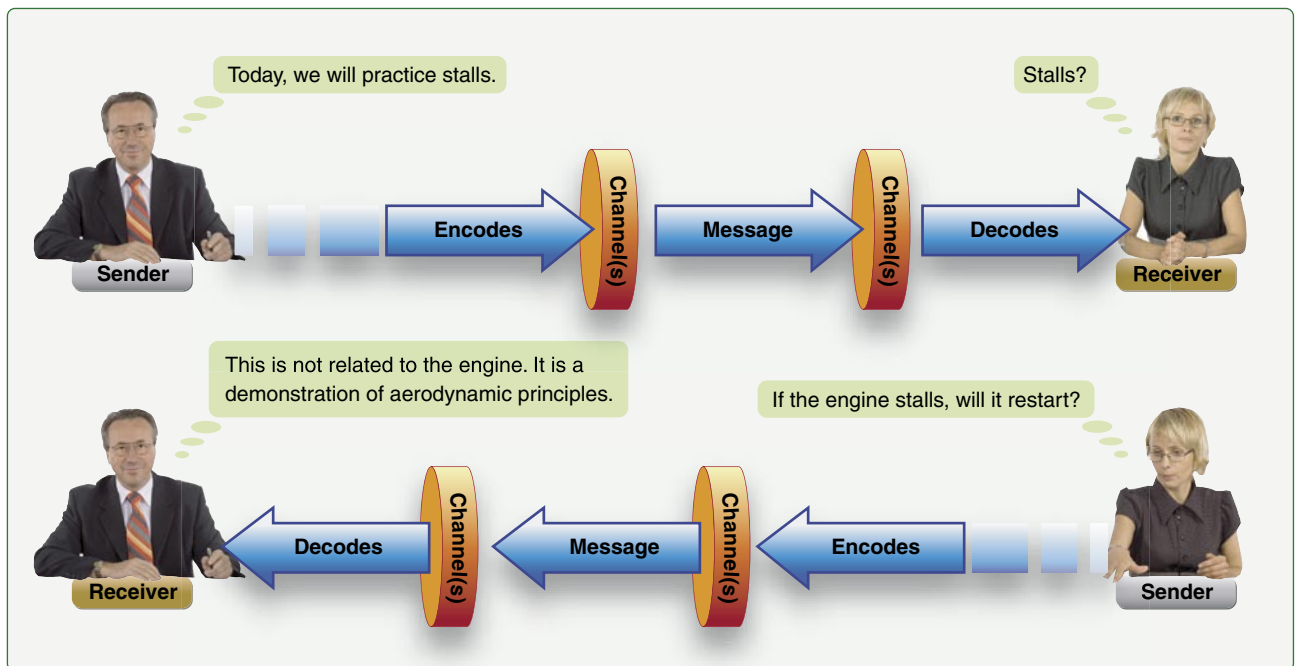 Today, we will practice stalls.
Stalls?
Encodes
Channel(s)
Message
Channel(s)
Decodes
Sender
Receiver
This is not related to the engine. It is a
demonstration of aerodynamic principles.
If the engine stalls, will it restart?
Decodes
Channel(s)
Message
Channel(s)
Encodes
Receiver
Sender